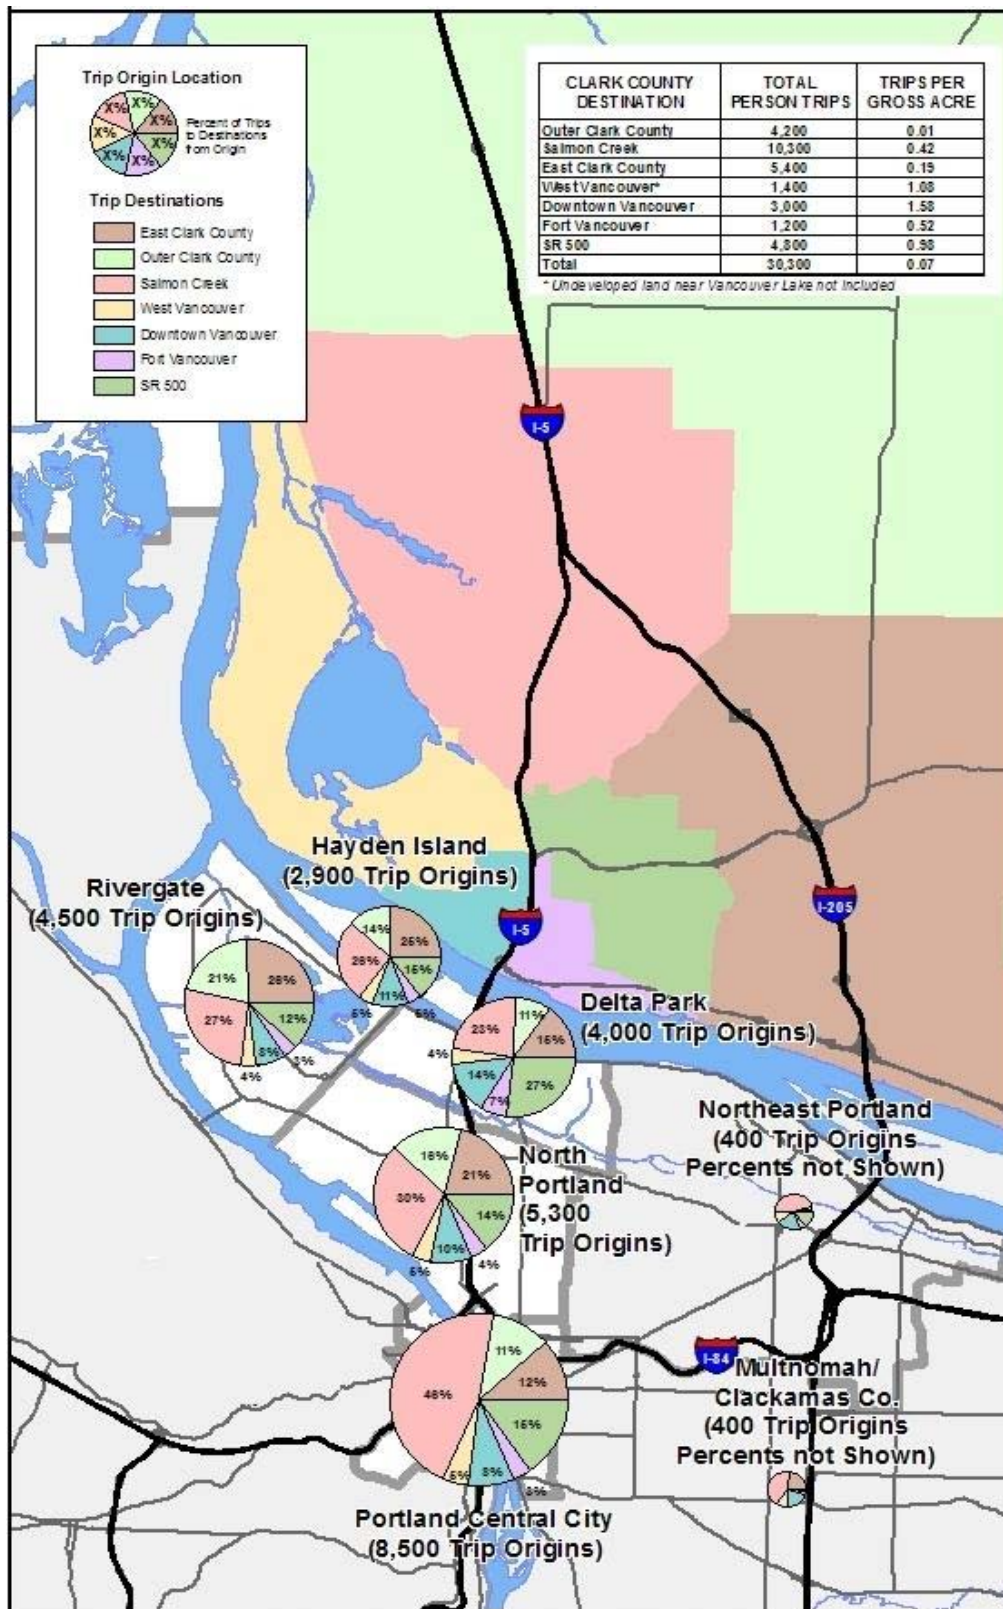 Trip Origin Location
X%
X%
X%
X%
X%
X%
X%
Percent of Trips
to Destinations
from Origin
Trip Destinations
East Clark County
Outer Clark County
Salmon Creek
West Vancouver
Downtown Vancouver
Fort Vancouver
SR 500
CLARK COUNTY DESTINATION TOTAL PERSON TRIPS TRIPS PER GROSS ACRE
Outer Clark County 4,200 0.01
Salmon Creek 10,300 0.42
East Clark County 5,400 0.19
West Vancouver* 1,400 1.08
Downtown Vancouver 3,000 1.58
Fort Vancouver 1,200 0.52
SR 500 4,800 0.98
Total 30,300 0.07
* Undeveloped land near Vancouver Lake not included
I-5
Hayden Island
(2,900 Trip Origins)
14%
25%
15%
11%
5%
5%
Rivergate
(4,500 Trip Origins)
21%
27%
12%
3%
4%
I-5
I-205
Delta Park
(4,000 Trip Origins)
11%
23%
15%
4%
14%
7%
27%
Northeast Portland
(400 Trip Origins
Percents not Shown)
North
Portland
(5,300
Trip Origins)
21%
30%
14%
10%
5%
4%
I-84
Multnomah/
Clackamas Co.
(400 Trip Origins
Percents not Shown)
11%
12%
15%
5%
3%
Portland Central City
(8,500 Trip Origins)